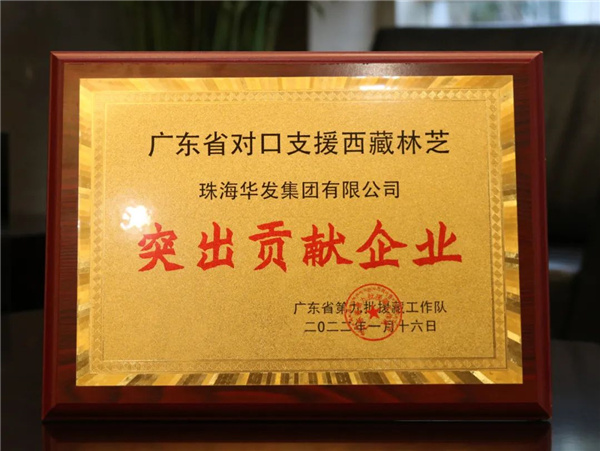 广东省对口支援西藏林芝
珠海华发集团有限公司
突出贡献企业
广东省第九批援藏工作队
二〇二二年一月十六日